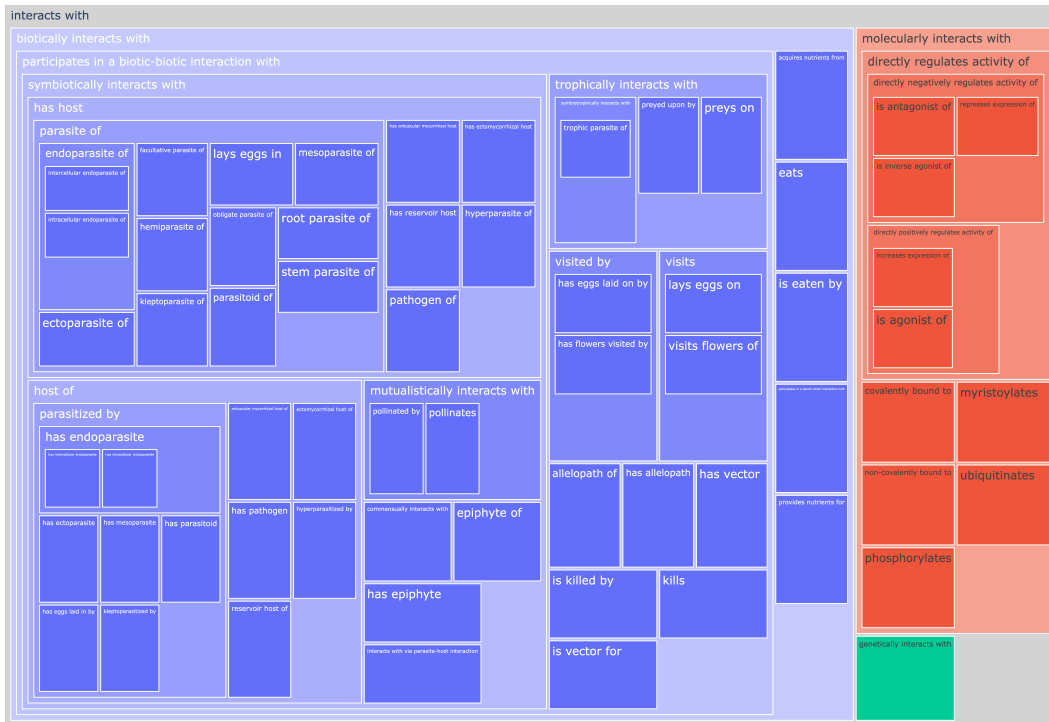 interacts with
biotically interacts with
participates in a biotic-biotic interaction with
symbiotically interacts with
has host
parasite of
endoparasite of
intercellular endoparasite of
intracellular endoparasite of
ectoparasite of
facultative parasite of
hemiparasite of
kleptoparasite of
lays eggs in
mesoparasite of
obligate parasite of
parasitoid of
root parasite of
stem parasite of
has arbuscular mycorrhizal host
has ectomycorrhizal host
has reservoir host
hyperparasite of
pathogen of
host of
parasitized by
has endoparasite
has intercellular endoparasite
has intracellular endoparasite
has ectoparasite
has mesoparasite
has parasitoid
has eggs laid in by
kleptoparasitized by
arbuscular mycorrhizal host of
ectomycorrhizal host of
has pathogen
hyperparasitized by
reservoir host of
mutualistically interacts with
pollinated by
pollinates
commensually interacts with
epiphyte of
has epiphyte
interacts with via parasite-host interaction
trophically interacts with
symbiotrophically interacts with
trophic parasite of
preyed upon by
preys on
visited by
has eggs laid on by
has flowers visited by
visits
lays eggs on
visits flowers of
allelopath of
has allelopath
has vector
is killed by
kills
is vector for
acquires nutrients from
eats
is eaten by
participates in a abiotic-biotic interaction with
provides nutrients for
molecularly interacts with
directly regulates activity of
directly negatively regulates activity of
is antagonist of
represses expression of
is inverse agonist of
directly positively regulates activity of
increases expression of
is agonist of
covalently bound to
myristoylates
non-covalently bound to
ubiquitinates
phosphorylates
genetically interacts with